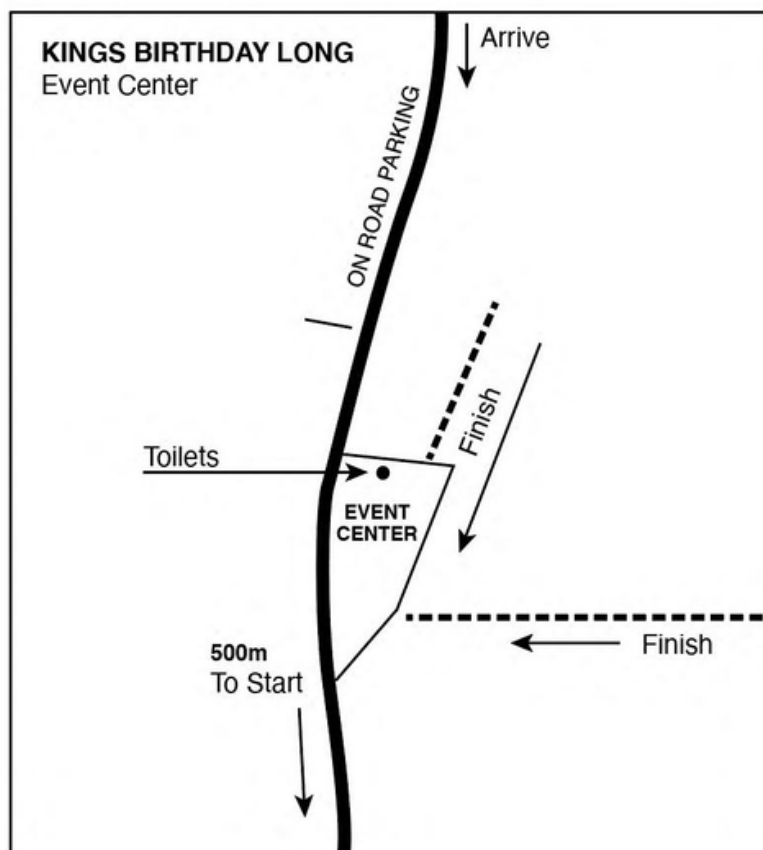 KINGS BIRTHDAY LONG
Event Center
Arrive
ON ROAD PARKING
Finish
Toilets
EVENT
CENTER
Finish
500m
To Start